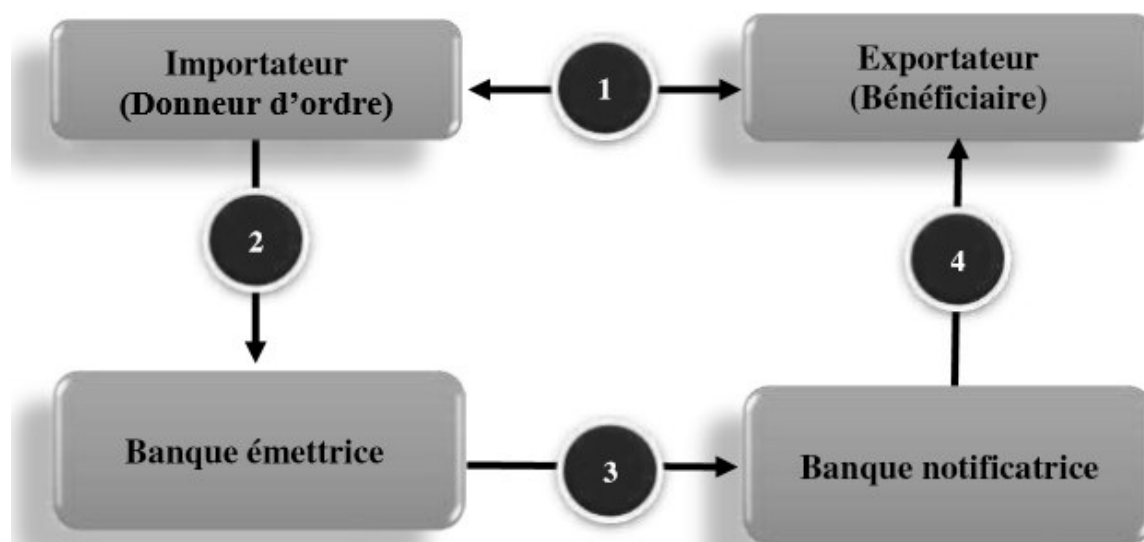 Importateur
(Donneur d’ordre)
1
Exportateur
(Bénéficiaire)
2
4
Banque émettrice
3
Banque notificatrice